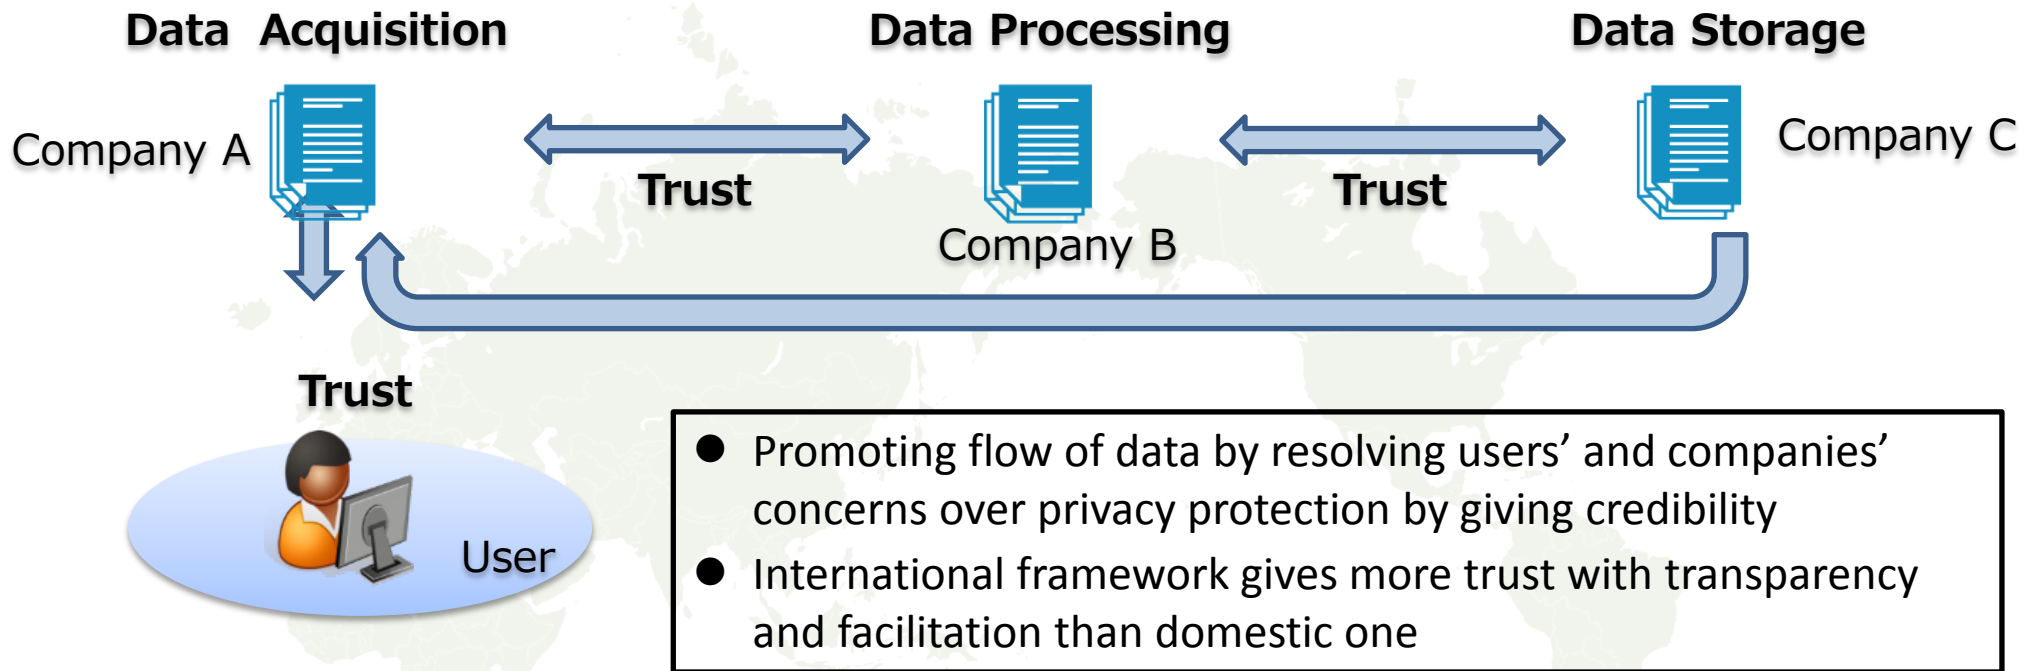 Data Acquisition
Data Processing
Data Storage
Company A
Company C
Trust
Trust
Company B
Trust
User
● Promoting flow of data by resolving users’ and companies’
concerns over privacy protection by giving credibility
● International framework gives more trust with transparency
and facilitation than domestic one